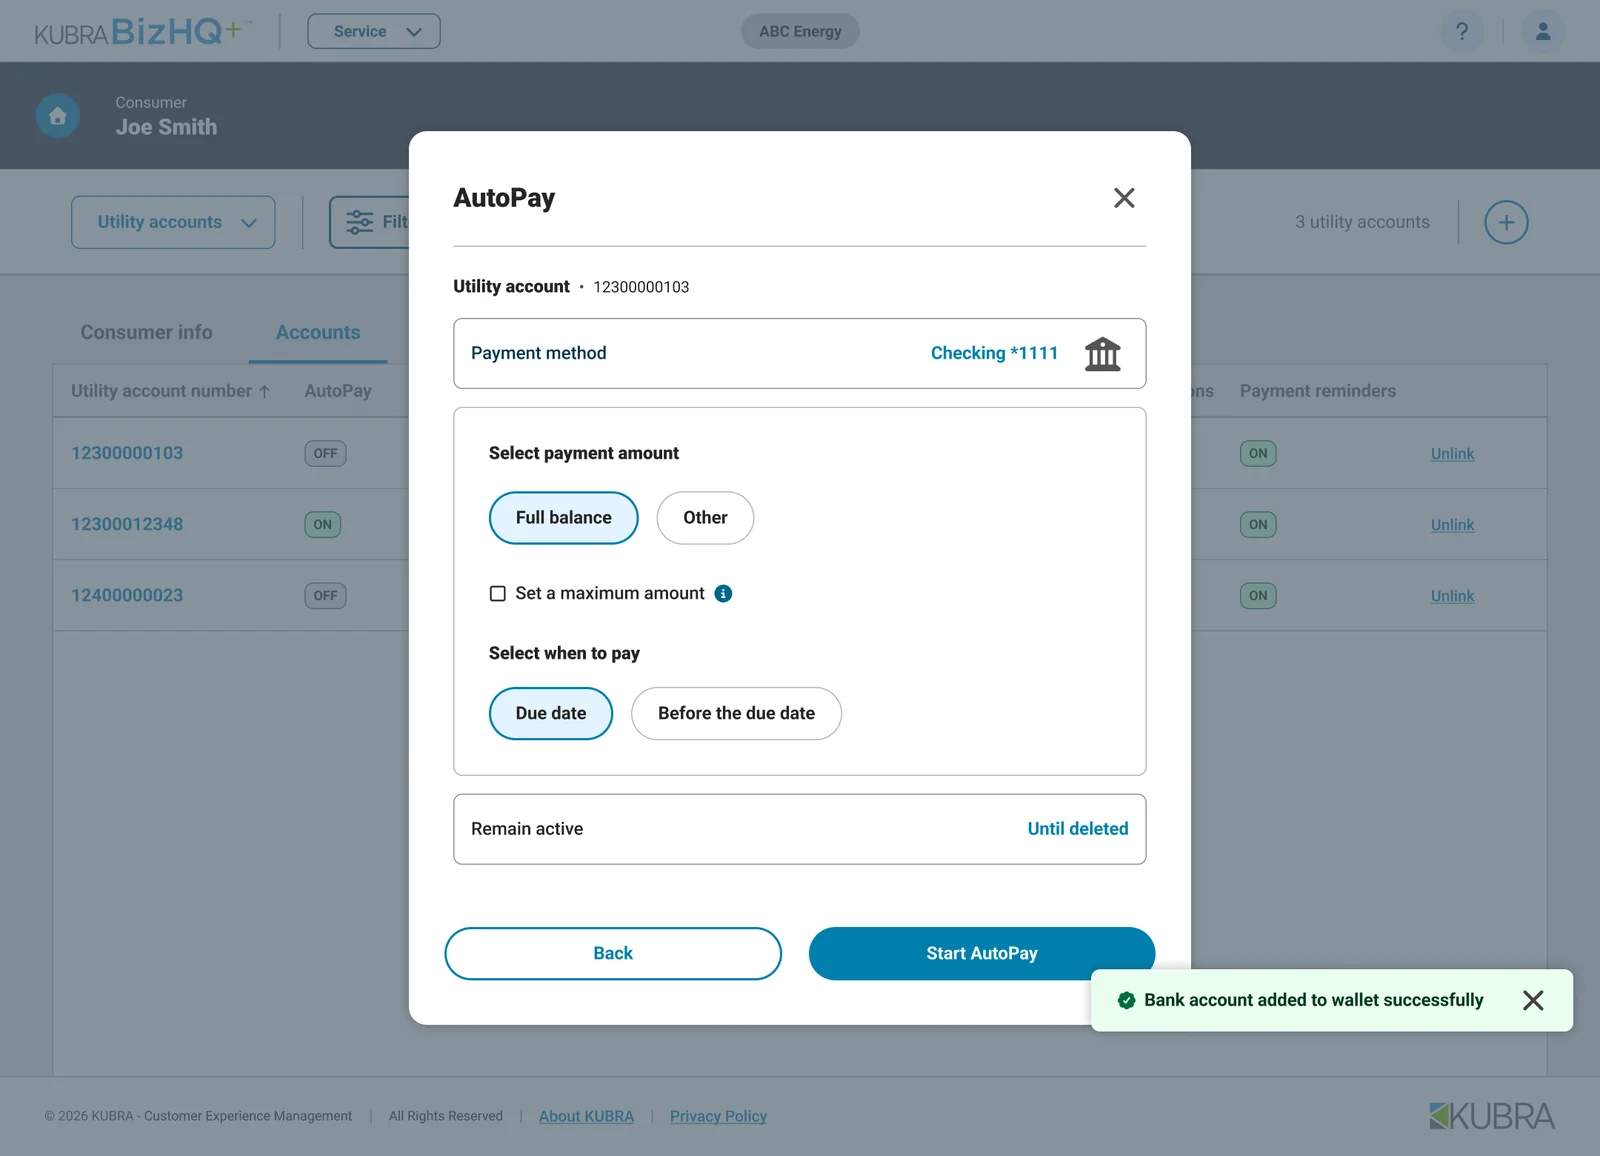 KUBRA BizHQ+™
Service
ABC Energy
?
Consumer
Joe Smith
Utility accounts
Filt
3 utility accounts
Consumer info
Accounts
Utility account number ↑
AutoPay
ns
Payment reminders
12300000103
OFF
ON
Unlink
12300012348
ON
ON
Unlink
12400000023
OFF
ON
Unlink
AutoPay
Utility account • 12300000103
Payment method
Checking *1111
Select payment amount
Full balance
Other
Set a maximum amount
Select when to pay
Due date
Before the due date
Remain active
Until deleted
Back
Start AutoPay
Bank account added to wallet successfully
© 2026 KUBRA - Customer Experience Management | All Rights Reserved | About KUBRA | Privacy Policy
KUBRA